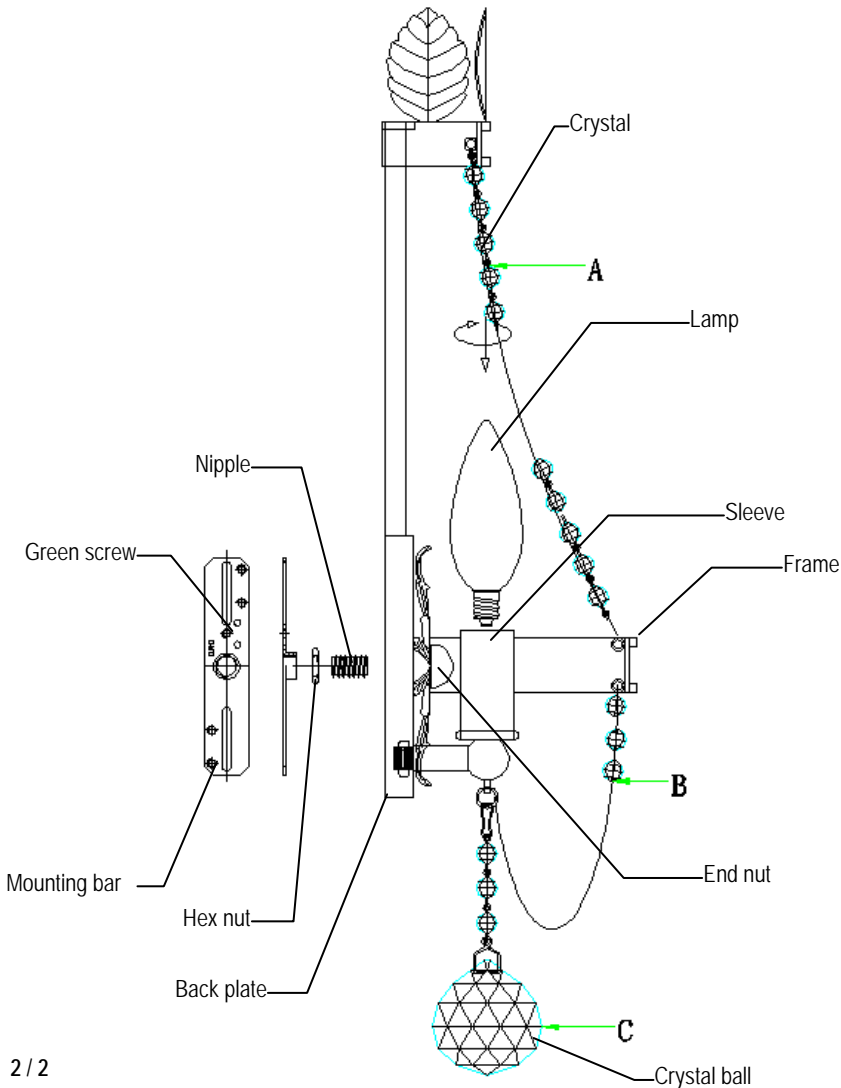 Crystal
A
Lamp
Nipple
Sleeve
Green screw
Frame
B
Mounting bar
End nut
Hex nut
Back plate
C
2 / 2
Crystal ball